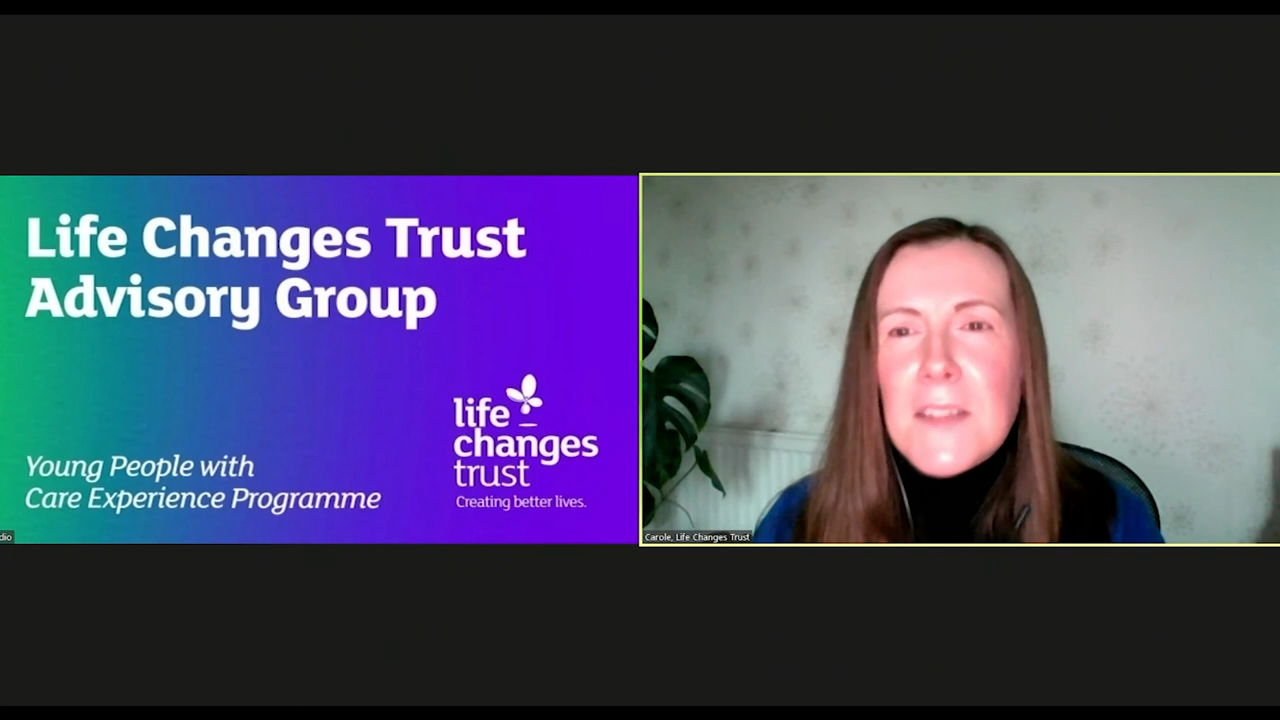 Life Changes Trust
Advisory Group
life
changes
trust
Creating better lives.
Young People with
Care Experience Programme
dio
Carole, Life Changes Trust